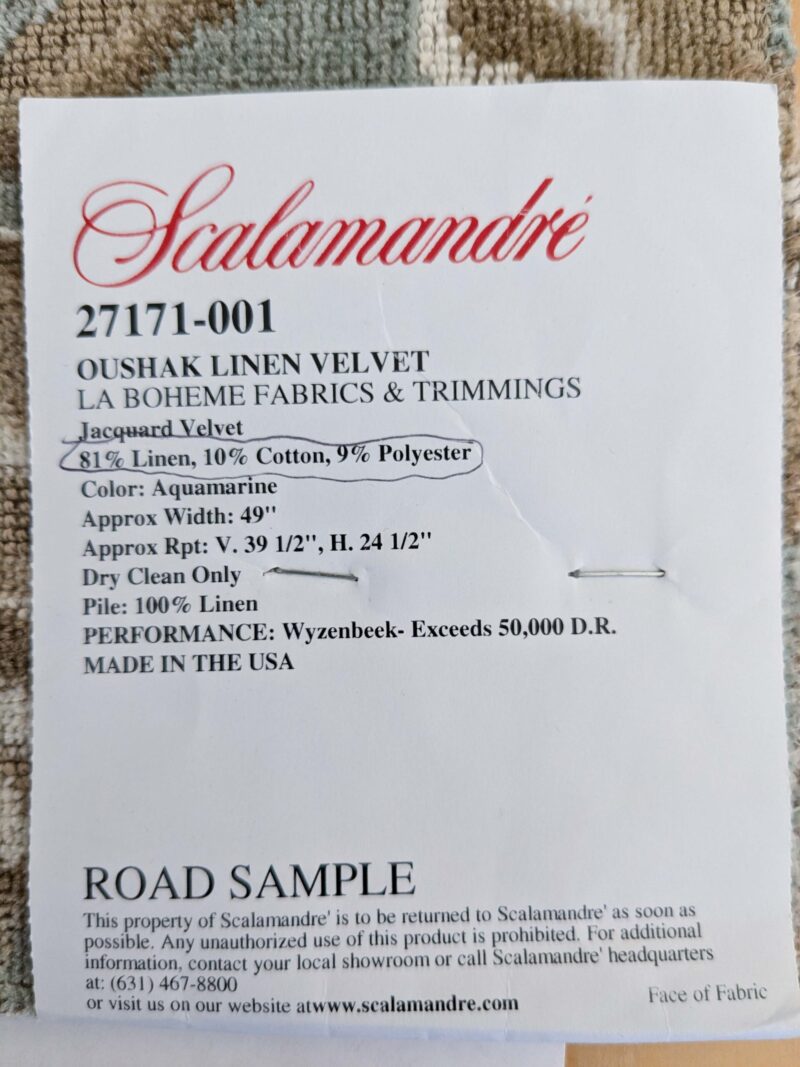 Scalamandré
27171-001
OUSHAK LINEN VELVET
LA BOHEME FABRICS & TRIMMINGS
Jacquard Velvet
81% Linen, 10% Cotton, 9% Polyester
Color: Aquamarine
Approx Width: 49"
Approx Rpt: V. 39 1/2", H. 24 1/2"
Dry Clean Only
Pile: 100% Linen
PERFORMANCE: Wyzenbeek- Exceeds 50,000 D.R.
MADE IN THE USA
ROAD SAMPLE
This property of Scalamandre' is to be returned to Scalamandre' as soon as
possible. Any unauthorized use of this product is prohibited. For additional
information, contact your local showroom or call Scalamandre' headquarters
at: (631) 467-8800
or visit us on our website atwww.scalamandre.com
Face of Fabric